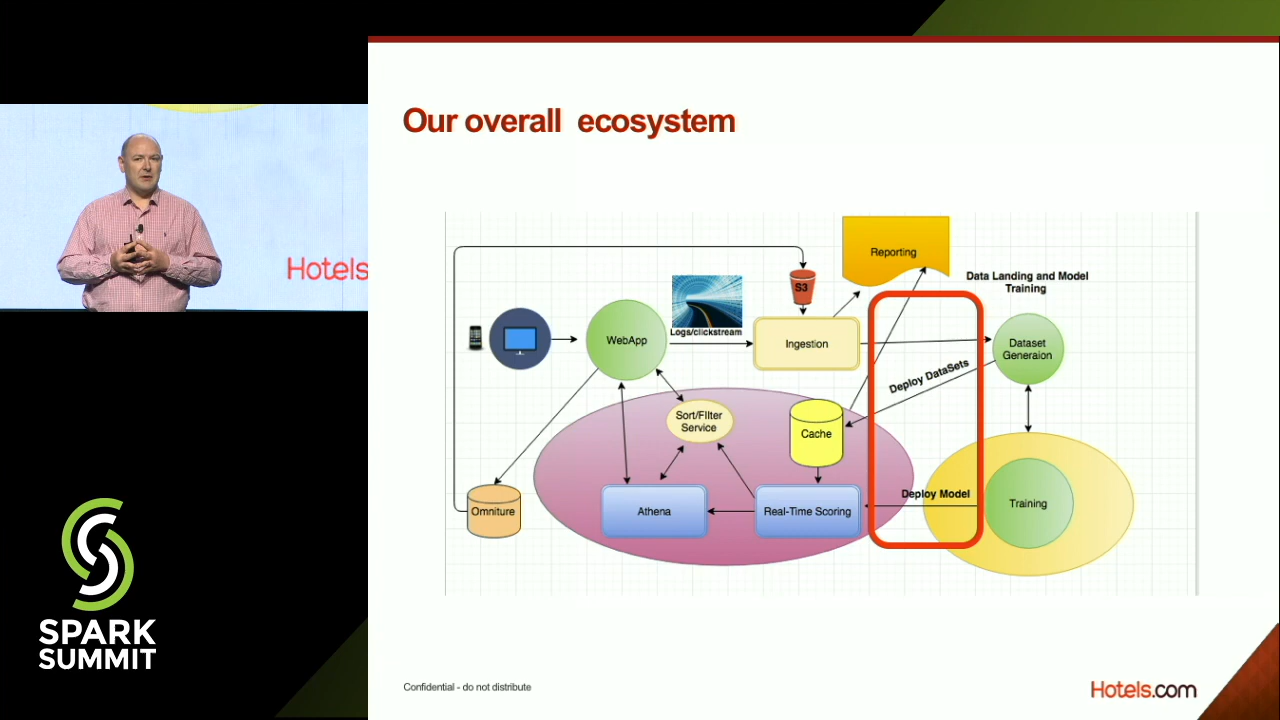 Our overall ecosystem
Reporting
Data Landing and Model
Training
S3
Logs/clickstream
WebApp
Ingestion
Dataset
Generaion
Deploy DataSets
Sort/FIlter
Service
Cache
Deploy Model
Omniture
Athena
Real-Time Scoring
Training
Hotels
SPARK
SUMMIT
Confidential - do not distribute
Hotels.com